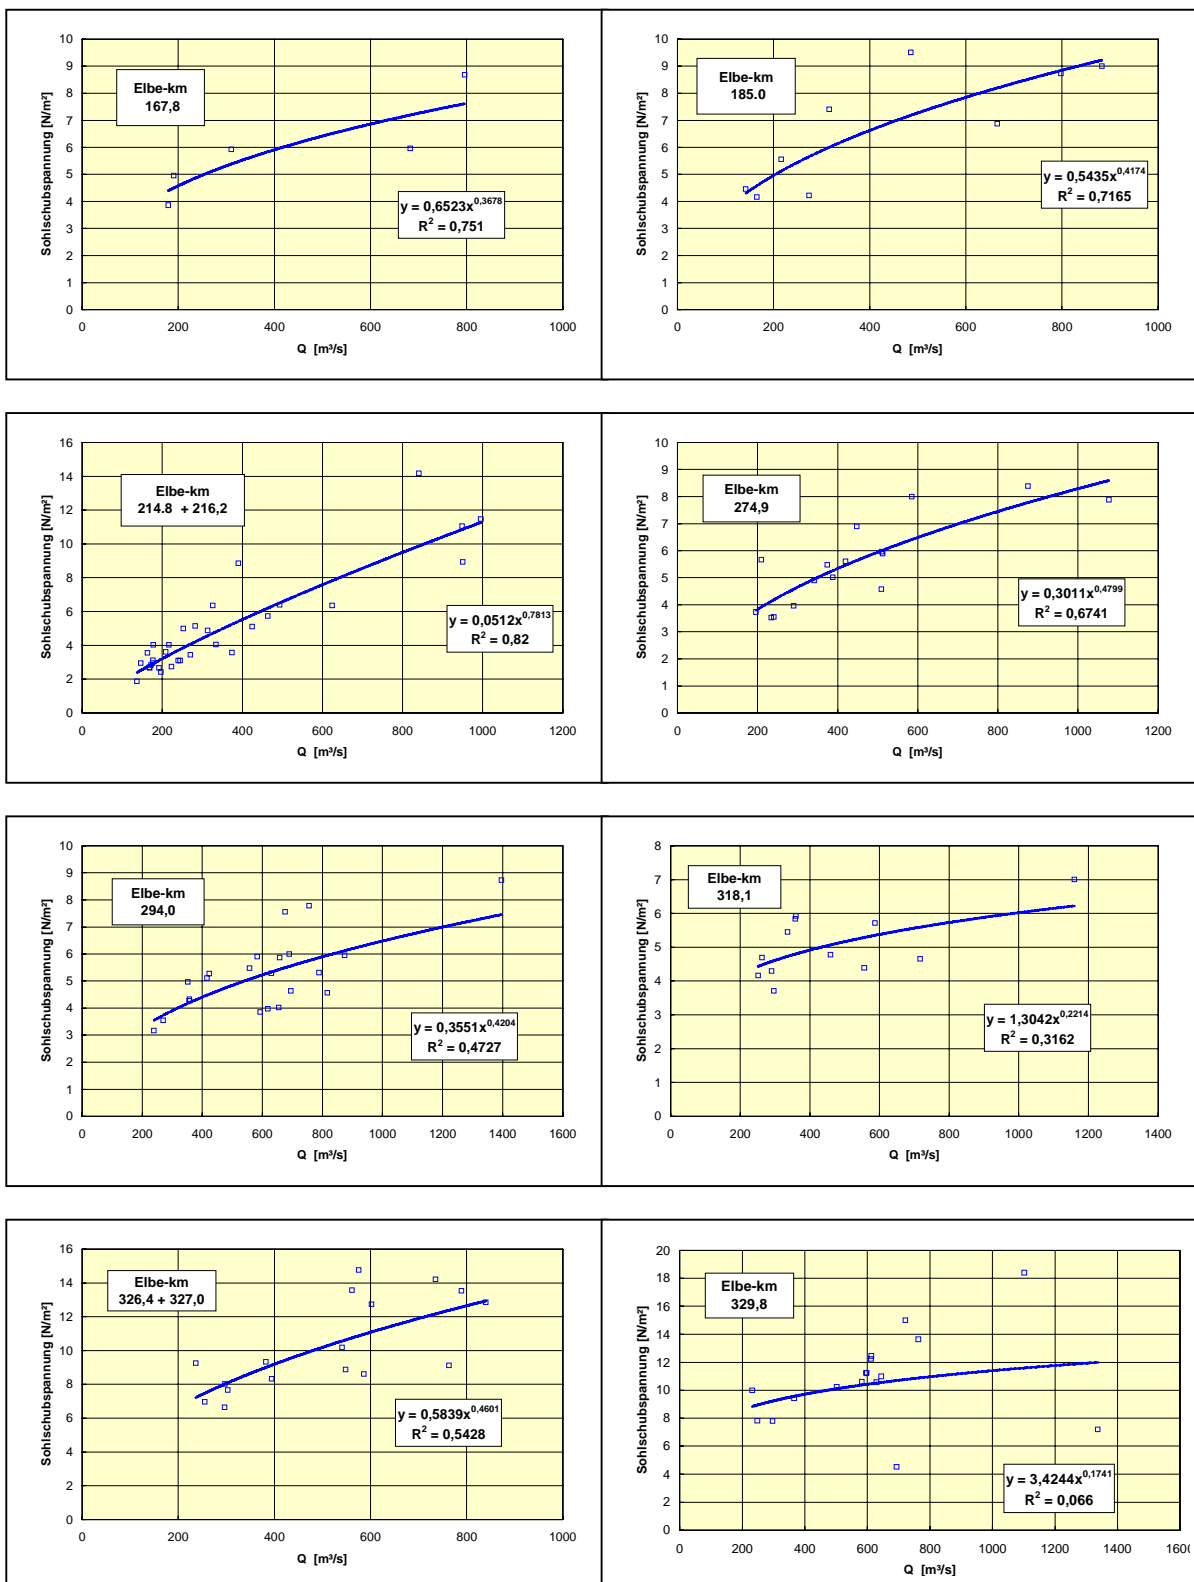 Sohlschubspannung [N/m²]
10
9
8
7
6
5
4
3
2
1
0
Elbe-km
167,8
y = 0,6523x^0,3678
R² = 0,751
0 200 400 600 800 1000
Q [m³/s]
Sohlschubspannung [N/m²]
10
9
8
7
6
5
4
3
2
1
0
Elbe-km
185.0
y = 0,5435x^0,4174
R² = 0,7165
0 200 400 600 800 1000
Q [m³/s]
Sohlschubspannung [N/m²]
16
14
12
10
8
6
4
2
0
Elbe-km
214.8 + 216,2
y = 0,0512x^0,7813
R² = 0,82
0 200 400 600 800 1000 1200
Q [m³/s]
Sohlschubspannung [N/m²]
10
9
8
7
6
5
4
3
2
1
0
Elbe-km
274,9
y = 0,3011x^0,4799
R² = 0,6741
0 200 400 600 800 1000 1200
Q [m³/s]
Sohlschubspannung [N/m²]
10
9
8
7
6
5
4
3
2
1
0
Elbe-km
294,0
y = 0,3551x^0,4204
R² = 0,4727
0 200 400 600 800 1000 1200 1400 1600
Q [m³/s]
Sohlschubspannung [N/m²]
8
7
6
5
4
3
2
1
0
Elbe-km
318,1
y = 1,3042x^0,2214
R² = 0,3162
0 200 400 600 800 1000 1200 1400
Q [m³/s]
Sohlschubspannung [N/m²]
16
14
12
10
8
6
4
2
0
Elbe-km
326,4 + 327,0
y = 0,5839x^0,4601
R² = 0,5428
0 200 400 600 800 1000
Q [m³/s]
Sohlschubspannung [N/m²]
20
18
16
14
12
10
8
6
4
2
0
Elbe-km
329,8
y = 3,4244x^0,1741
R² = 0,066
0 200 400 600 800 1000 1200 1400 1600
Q [m³/s]